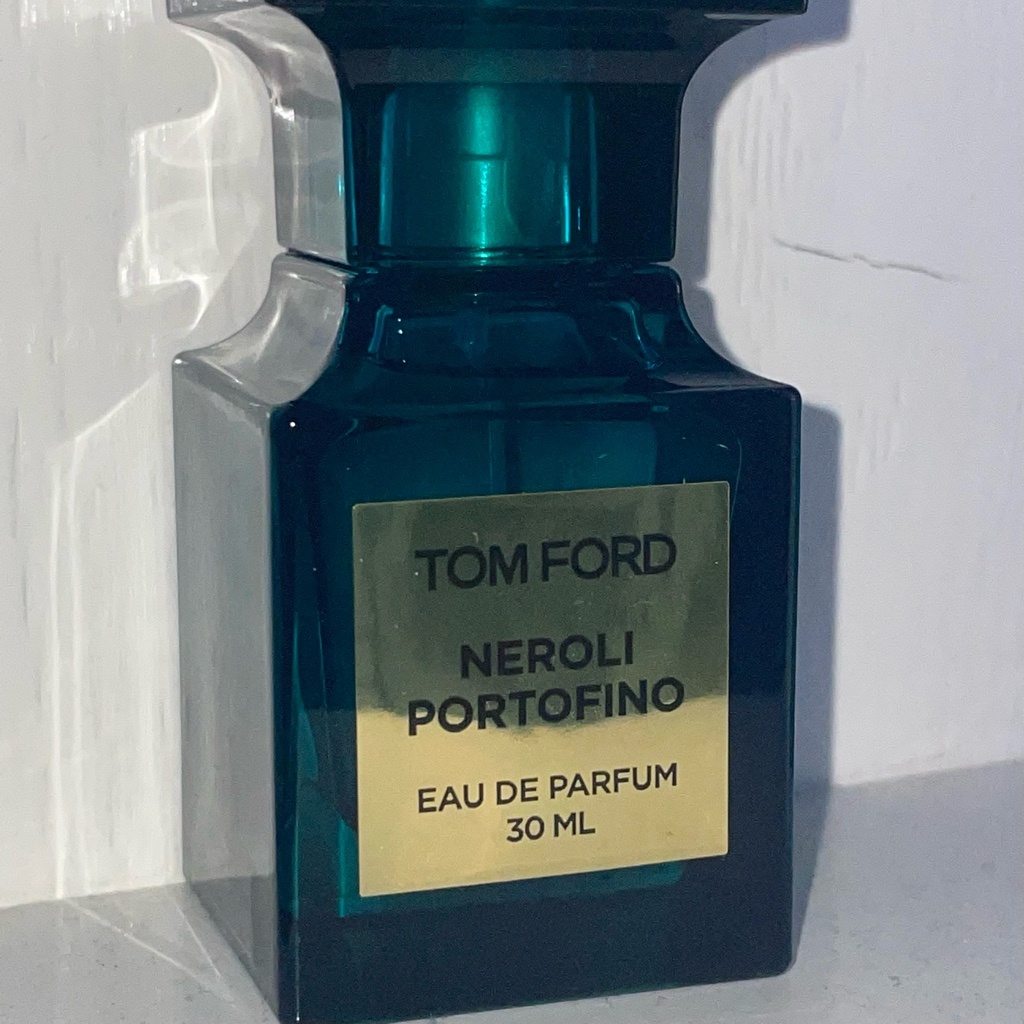 TOM FORD
NEROLI
PORTOFINO
EAU DE PARFUM
30 ML